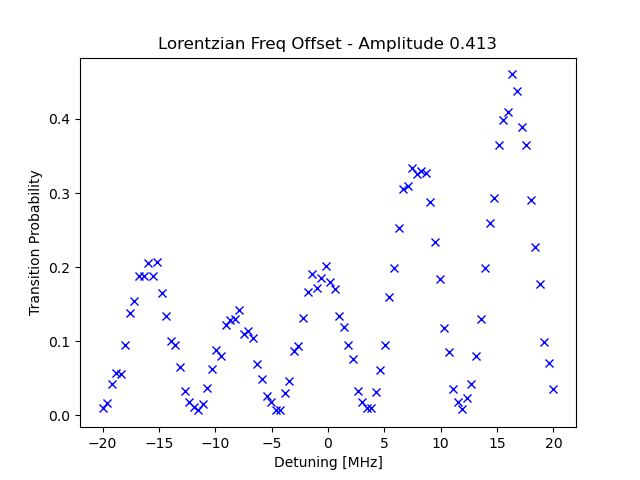 Lorentzian Freq Offset - Amplitude 0.413
Transition Probability
0.4
0.3
0.2
0.1
0.0
−20 −15 −10 −5 0 5 10 15 20
Detuning [MHz]